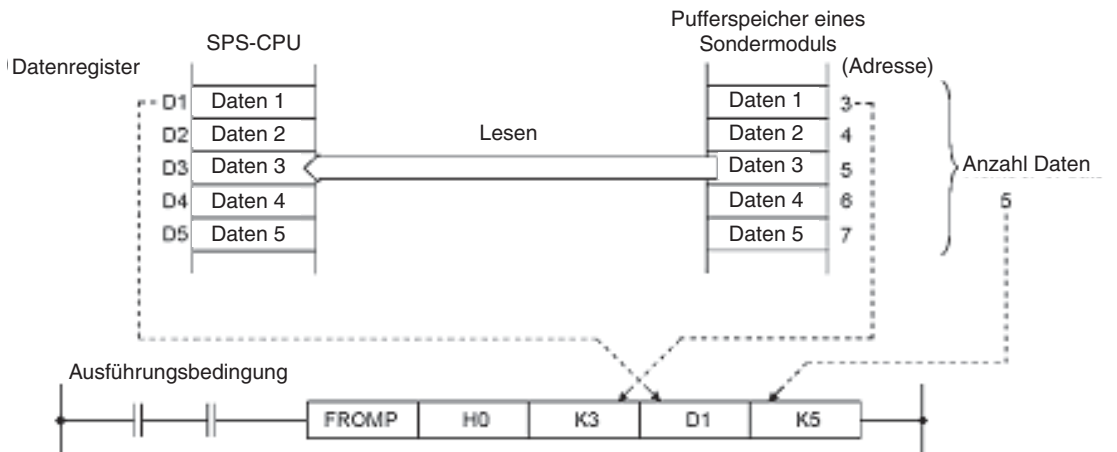 Pufferspeicher eines
Sondermoduls
SPS-CPU
Datenregister
(Adresse)
D1 Daten 1
Daten 1 3
D2 Daten 2
Daten 2 4
D3 Daten 3
Daten 3 5
D4 Daten 4
Daten 4 6
D5 Daten 5
Daten 5 7
Lesen
Anzahl Daten
5
Ausführungsbedingung
FROMP H0 K3 D1 K5